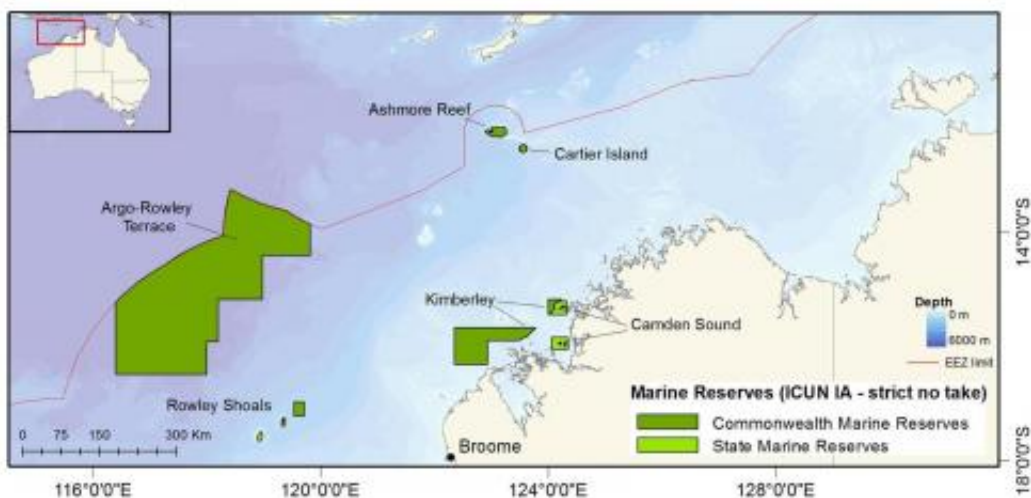 Ashmore Reef
Cartier Island
Argo-Rowley
Terrace
14°0'0"S
Kimberley
Camden Sound
Depth
0 m
6000 m
EEZ limit
Rowley Shoals
Marine Reserves (ICUN IA - strict no take)
Commonwealth Marine Reserves
State Marine Reserves
0 75 150 300 Km
Broome
18°0'0"S
116°0'0"E 120°0'0"E 124°0'0"E 128°0'0"E